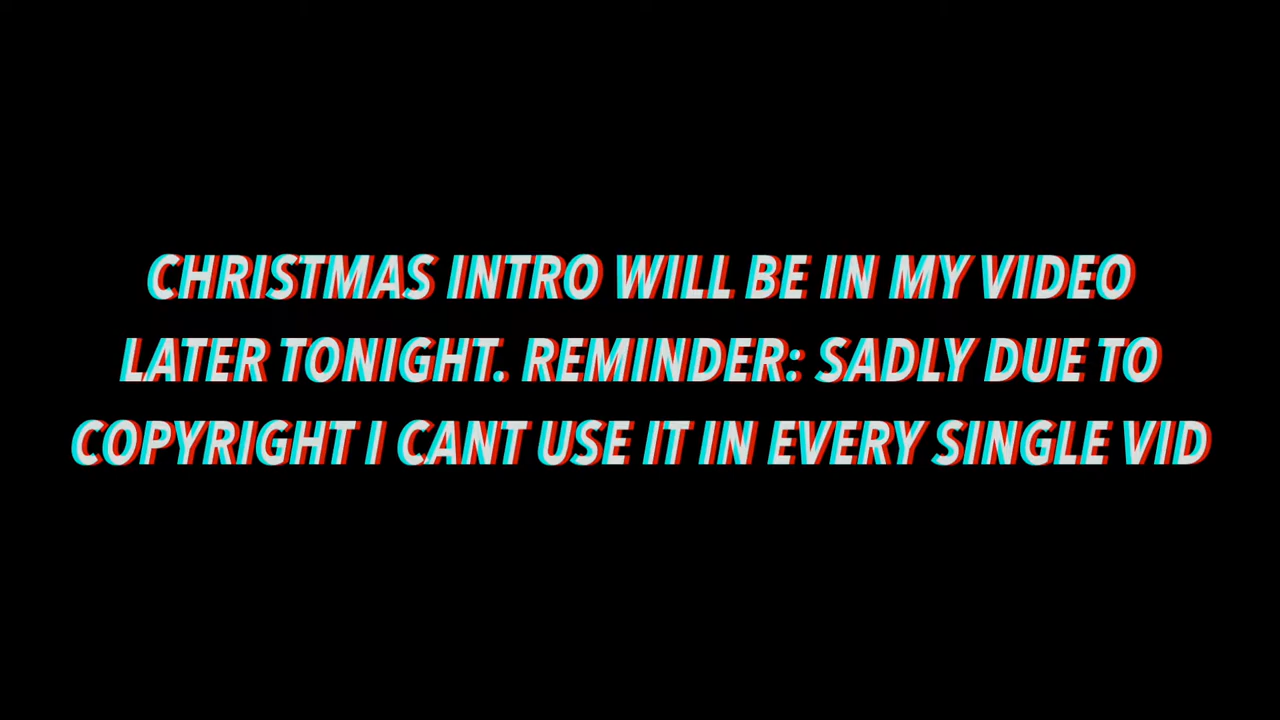 CHRISTMAS INTRO WILL BE IN MY VIDEO
LATER TONIGHT. REMINDER: SADLY DUE TO
COPYRIGHT I CANT USE IT IN EVERY SINGLE VID